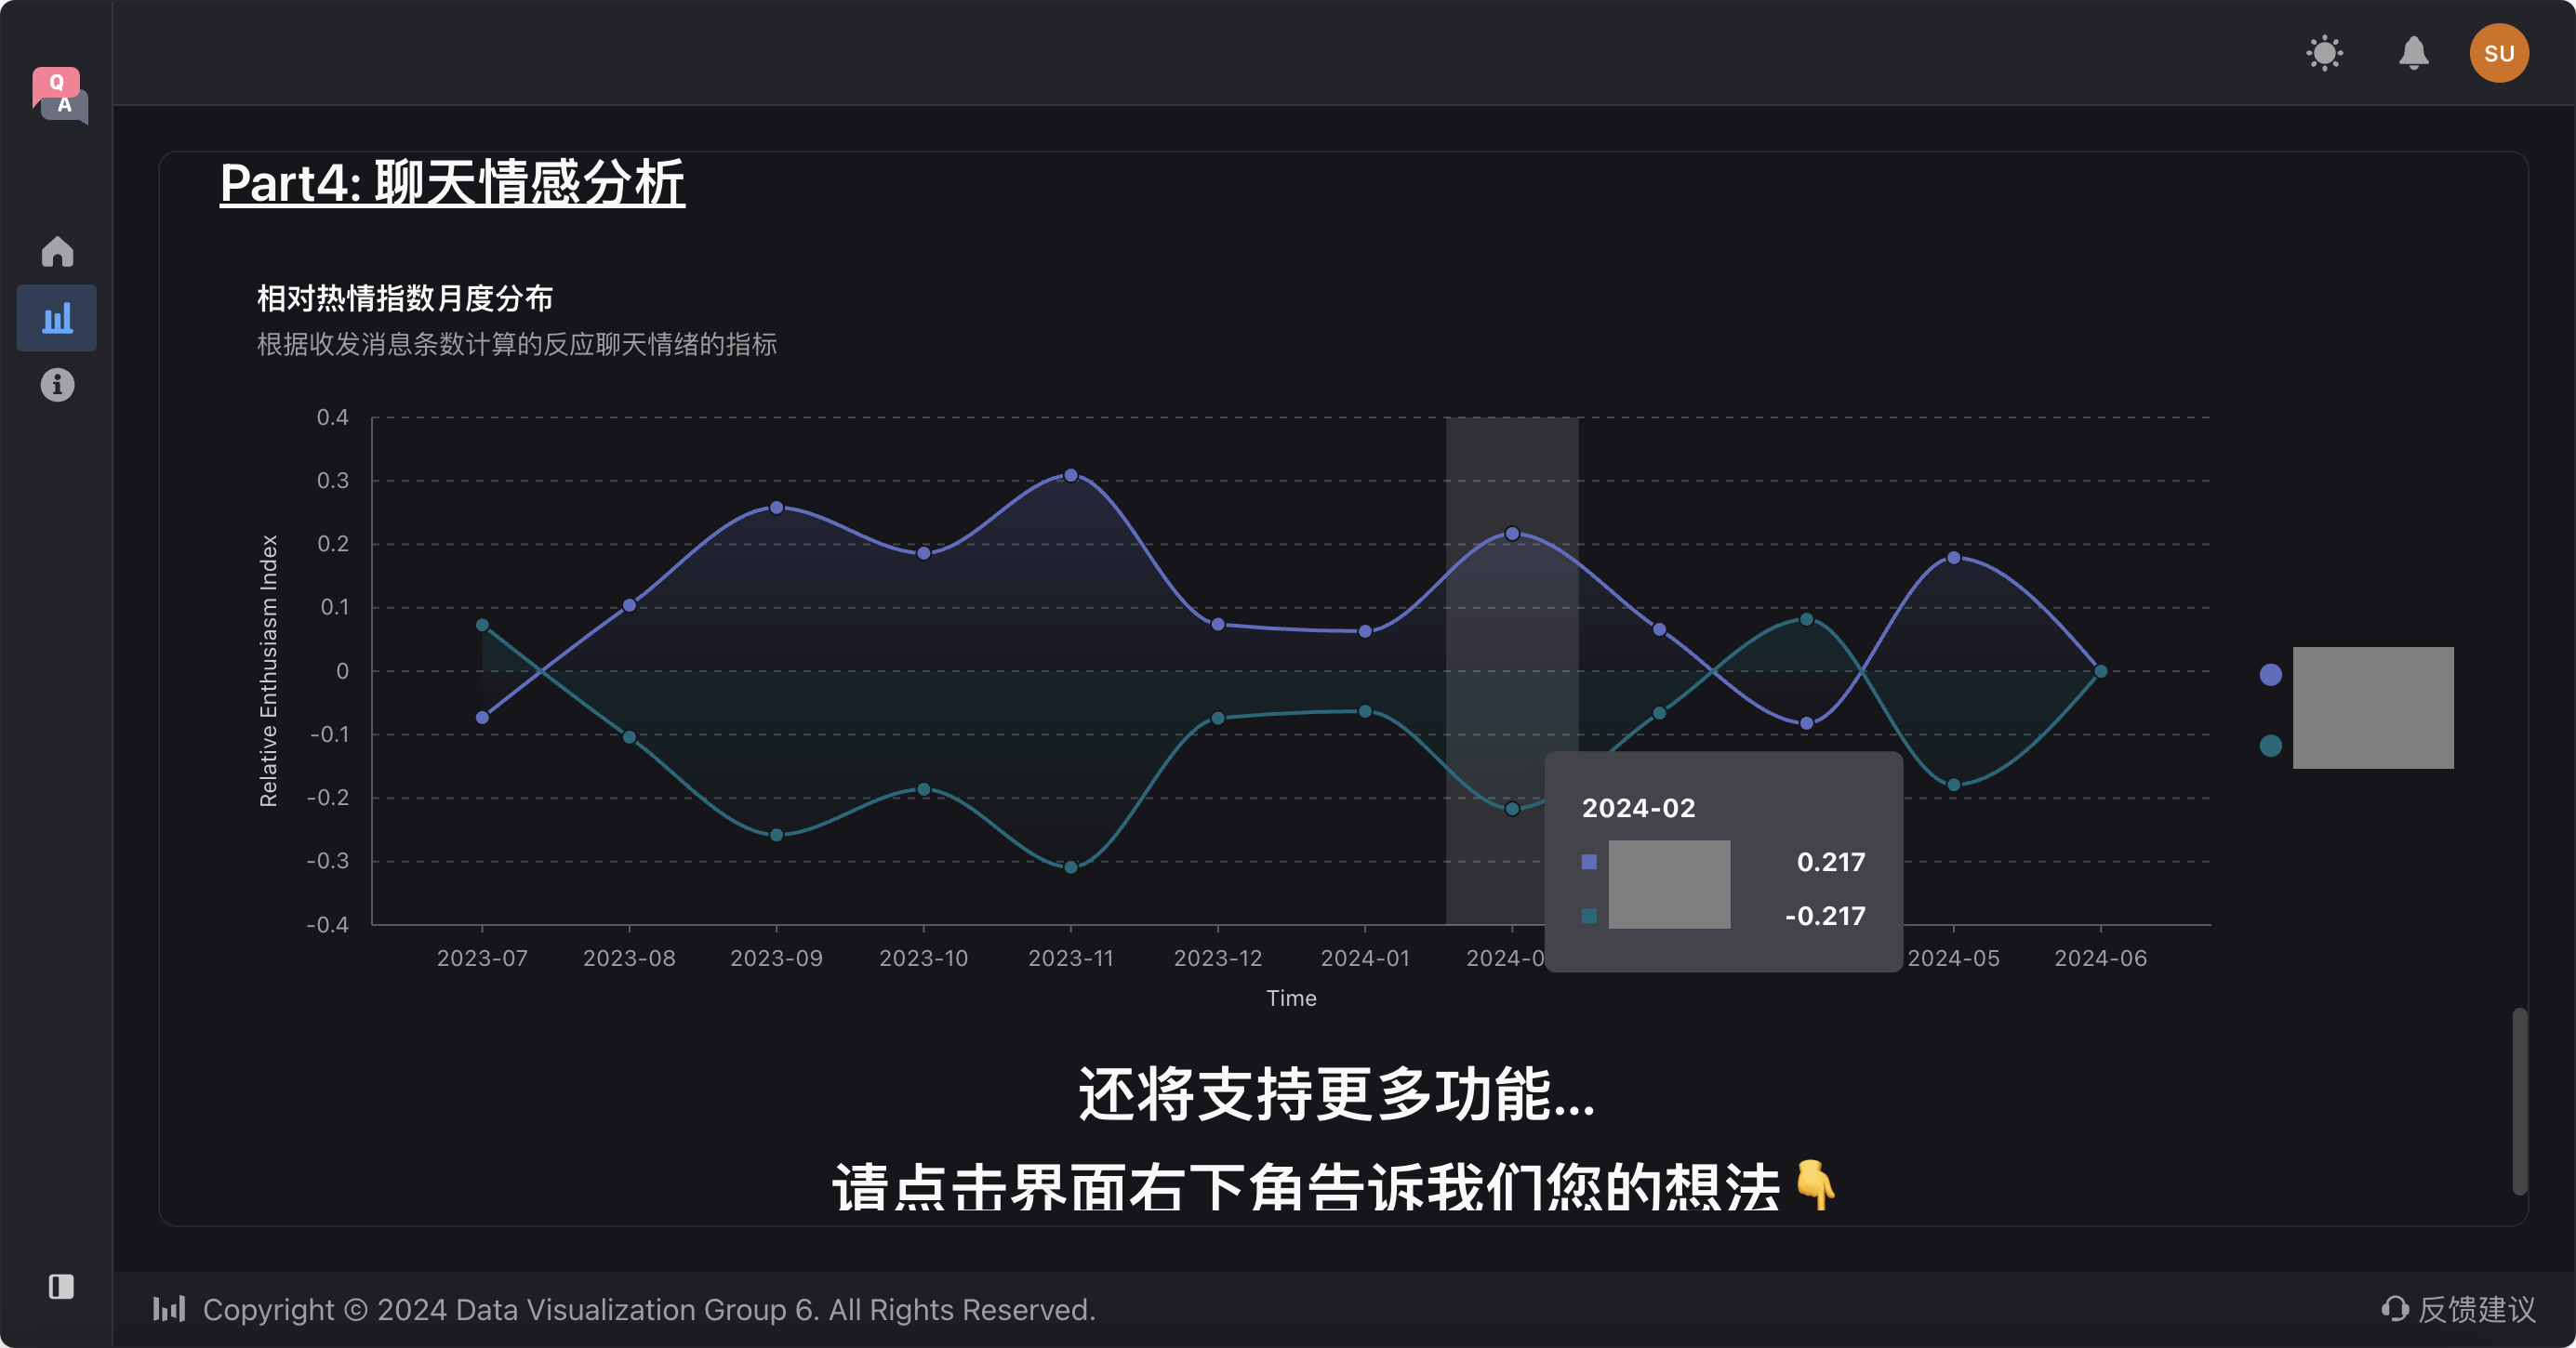 Q
A
SU
Part4: 聊天情感分析
相对热情指数月度分布
根据收发消息条数计算的反应聊天情绪的指标
0.4
0.3
0.2
0.1
0
-0.1
-0.2
-0.3
-0.4
Relative Enthusiasm Index
2024-02
0.217
-0.217
2023-07 2023-08 2023-09 2023-10 2023-11 2023-12 2024-01 2024-0 2024-05 2024-06
Time
还将支持更多功能...
请点击界面右下角告诉我们您的想法👇
Copyright © 2024 Data Visualization Group 6. All Rights Reserved.
反馈建议